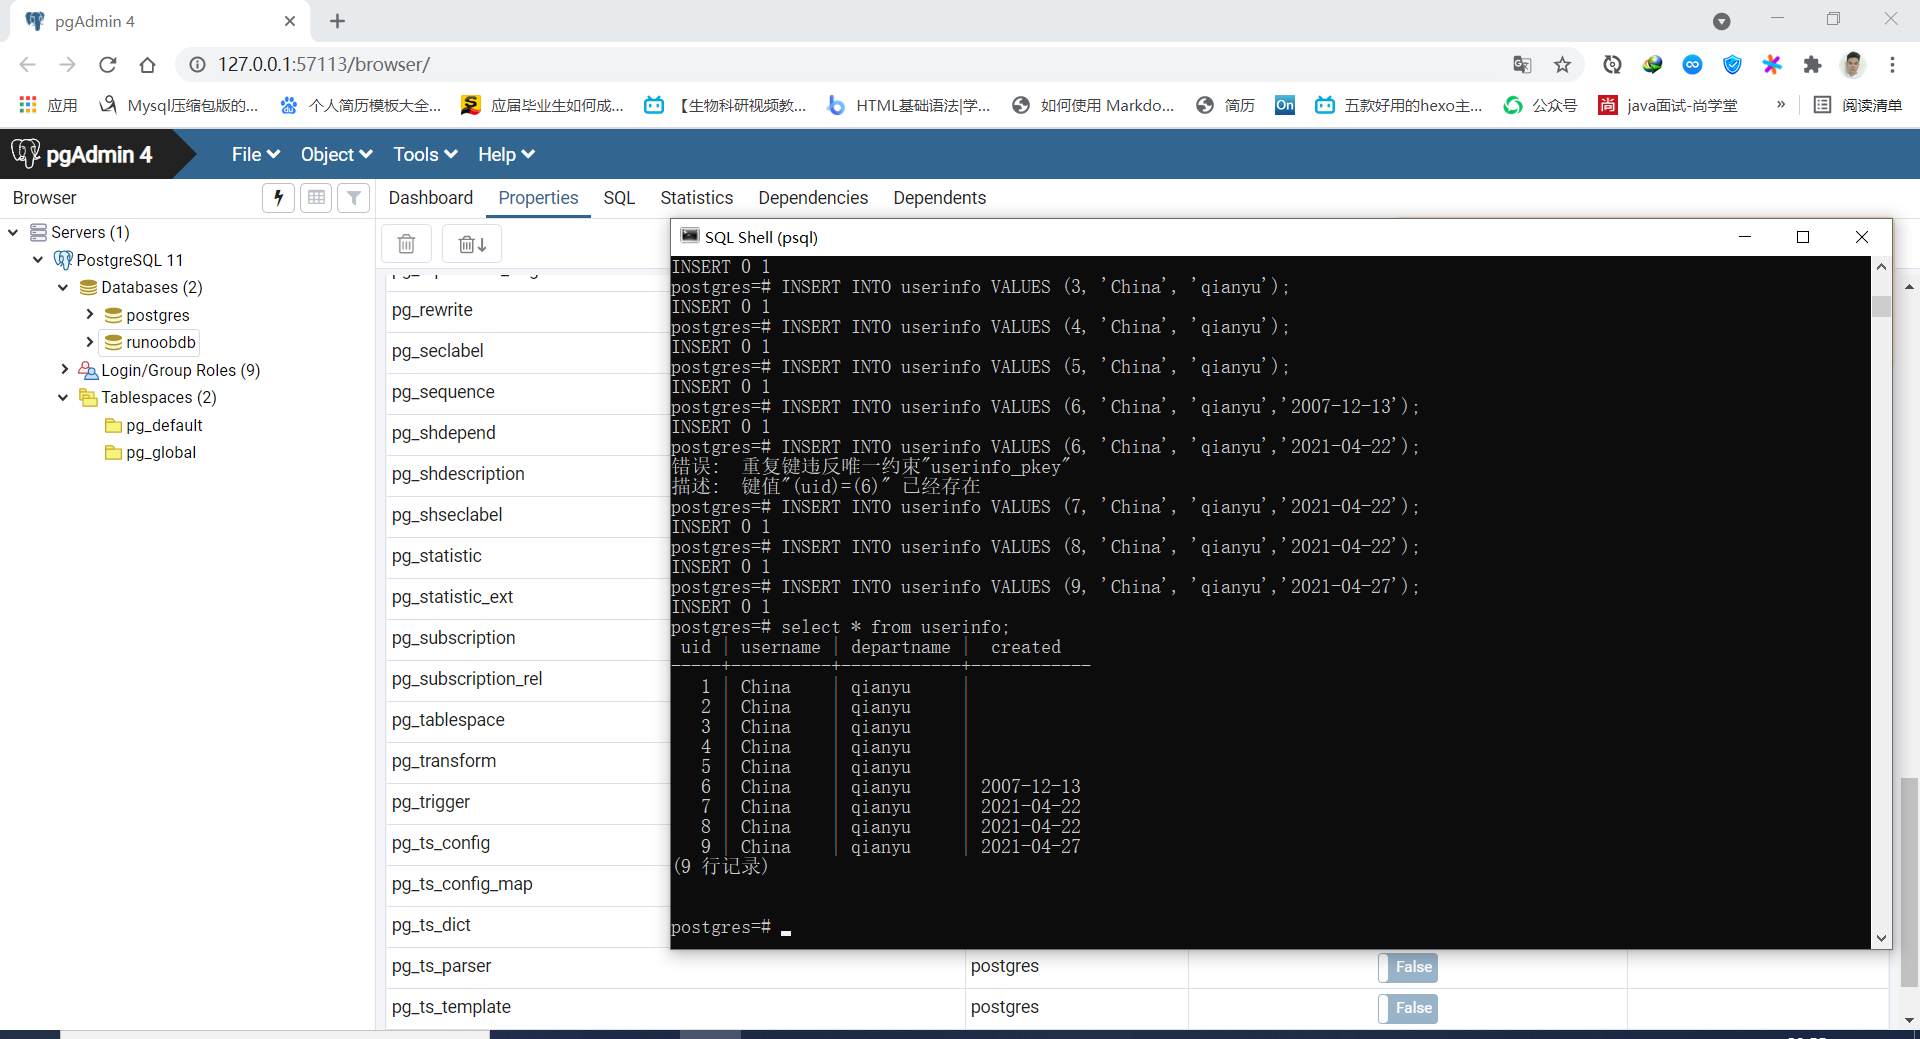 pgAdmin 4
127.0.0.1:57113/browser/
应用
Mysql压缩包版的...
个人简历模板大全...
应届毕业生如何成...
【生物科研视频教...
HTML基础语法|学...
如何使用 Markdo...
简历
On
五款好用的hexo主...
公众号
尚
java面试-尚学堂
»
阅读清单
pgAdmin 4
File
Object
Tools
Help
Browser
Dashboard
Properties
SQL
Statistics
Dependencies
Dependents
Servers (1)
PostgreSQL 11
Databases (2)
postgres
runoobdb
Login/Group Roles (9)
Tablespaces (2)
pg_default
pg_global
pg_rewrite
pg_seclabel
pg_sequence
pg_shdepend
pg_shdescription
pg_shseclabel
pg_statistic
pg_statistic_ext
pg_subscription
pg_subscription_rel
pg_tablespace
pg_transform
pg_trigger
pg_ts_config
pg_ts_config_map
pg_ts_dict
pg_ts_parser postgres False
pg_ts_template postgres False
SQL Shell (psql)
INSERT 0 1
postgres=# INSERT INTO userinfo VALUES (3, 'China', 'qianyu');
INSERT 0 1
postgres=# INSERT INTO userinfo VALUES (4, 'China', 'qianyu');
INSERT 0 1
postgres=# INSERT INTO userinfo VALUES (5, 'China', 'qianyu');
INSERT 0 1
postgres=# INSERT INTO userinfo VALUES (6, 'China', 'qianyu','2007-12-13');
INSERT 0 1
postgres=# INSERT INTO userinfo VALUES (6, 'China', 'qianyu','2021-04-22');
错误:  重复键违反唯一约束"userinfo_pkey"
描述:  键值"(uid)=(6)" 已经存在
postgres=# INSERT INTO userinfo VALUES (7, 'China', 'qianyu','2021-04-22');
INSERT 0 1
postgres=# INSERT INTO userinfo VALUES (8, 'China', 'qianyu','2021-04-22');
INSERT 0 1
postgres=# INSERT INTO userinfo VALUES (9, 'China', 'qianyu','2021-04-27');
INSERT 0 1
postgres=# select * from userinfo;
uid | username | departname | created
-----+----------+------------+------------
1 | China | qianyu |
2 | China | qianyu |
3 | China | qianyu |
4 | China | qianyu |
5 | China | qianyu |
6 | China | qianyu | 2007-12-13
7 | China | qianyu | 2021-04-22
8 | China | qianyu | 2021-04-22
9 | China | qianyu | 2021-04-27
(9 行记录)
postgres=#